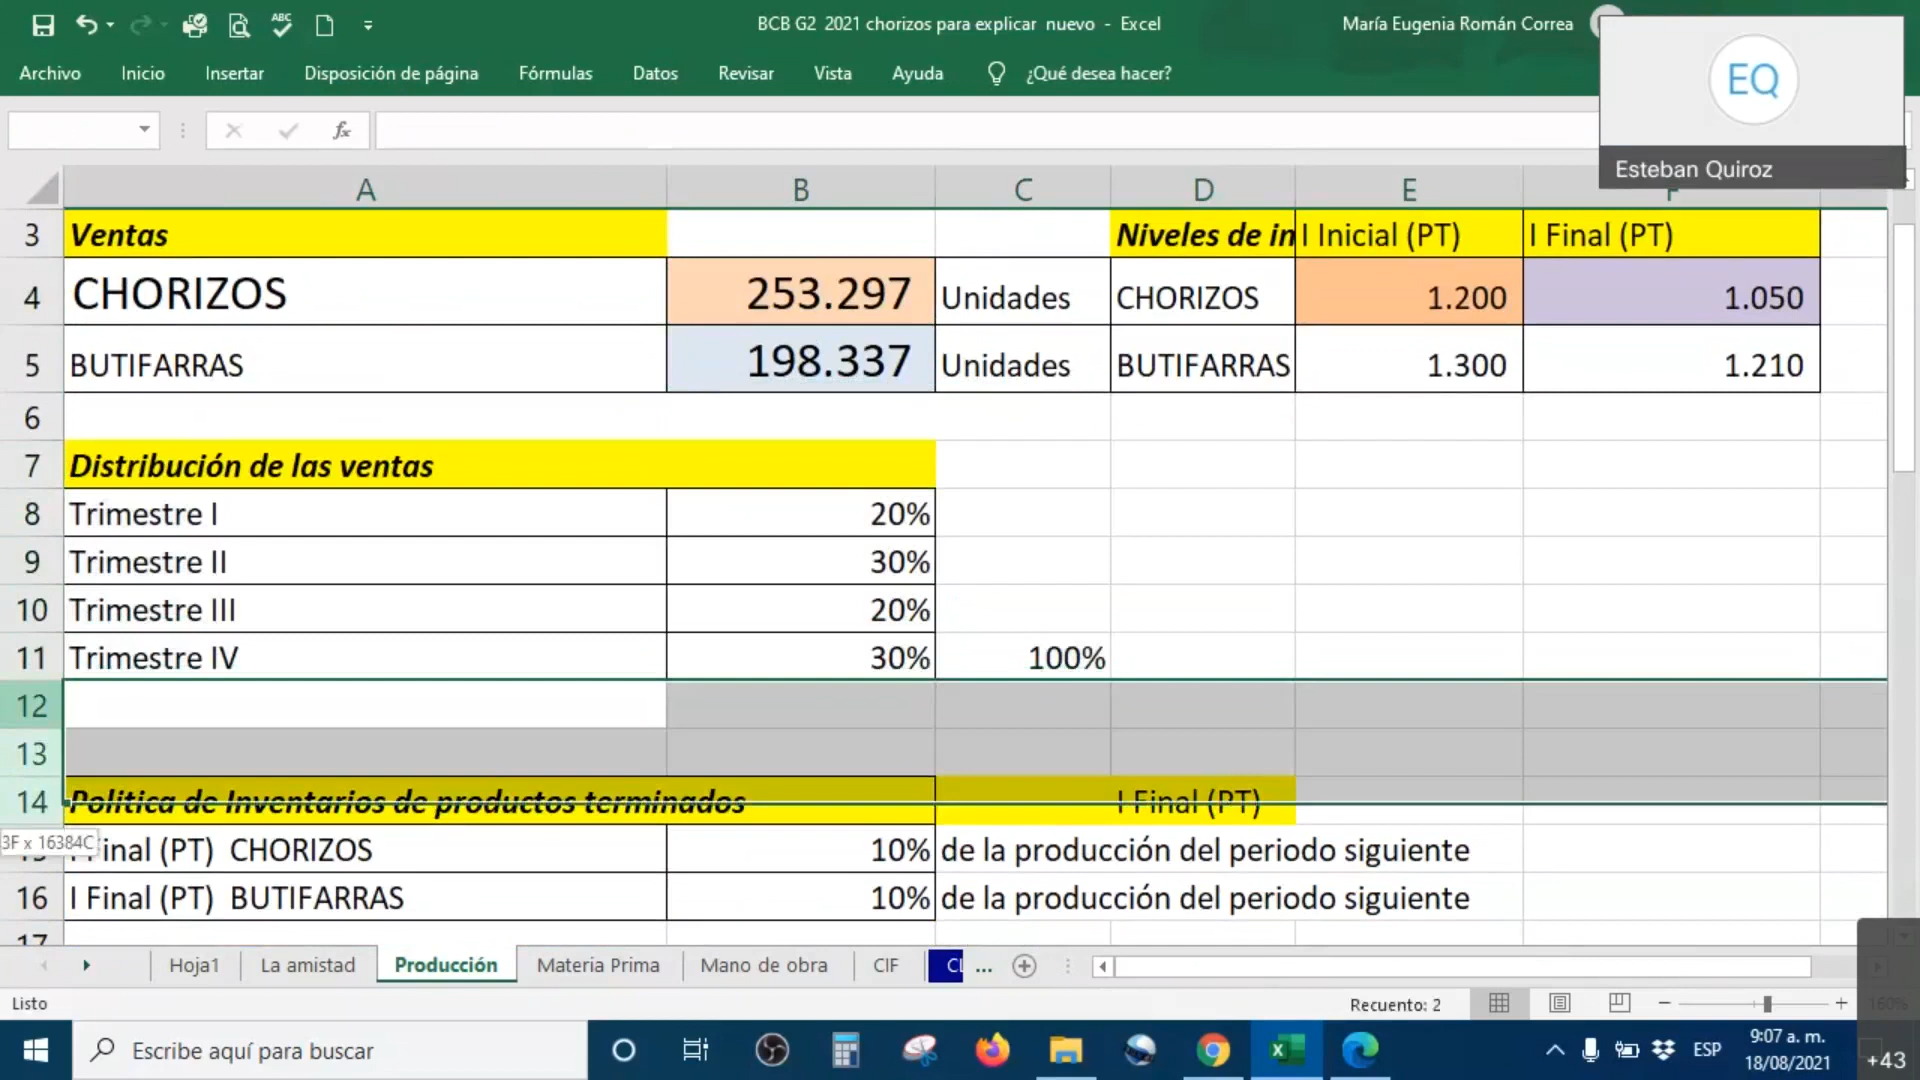 ABC
BCB G2 2021 chorizos para explicar nuevo - Excel
María Eugenia Román Correa
Archivo Inicio Insertar Disposición de página Fórmulas Datos Revisar Vista Ayuda ¿Qué desea hacer?
EQ
Esteban Quiroz
fx
A B C D E F
3 Ventas Niveles de in I Inicial (PT) I Final (PT)
4 CHORIZOS 253.297 Unidades CHORIZOS 1.200 1.050
5 BUTIFARRAS 198.337 Unidades BUTIFARRAS 1.300 1.210
6
7 Distribución de las ventas
8 Trimestre I 20%
9 Trimestre II 30%
10 Trimestre III 20%
11 Trimestre IV 30% 100%
12
13
14 Politica de Inventarios de productos terminados I Final (PT)
3F x 16384C
inal (PT) CHORIZOS 10% de la producción del periodo siguiente
16 I Final (PT) BUTIFARRAS 10% de la producción del periodo siguiente
17
Hoja1 La amistad Producción Materia Prima Mano de obra CIF CL ...
Listo Recuento: 2 160%
Escribe aquí para buscar
ESP
9:07 a. m.
18/08/2021
+43